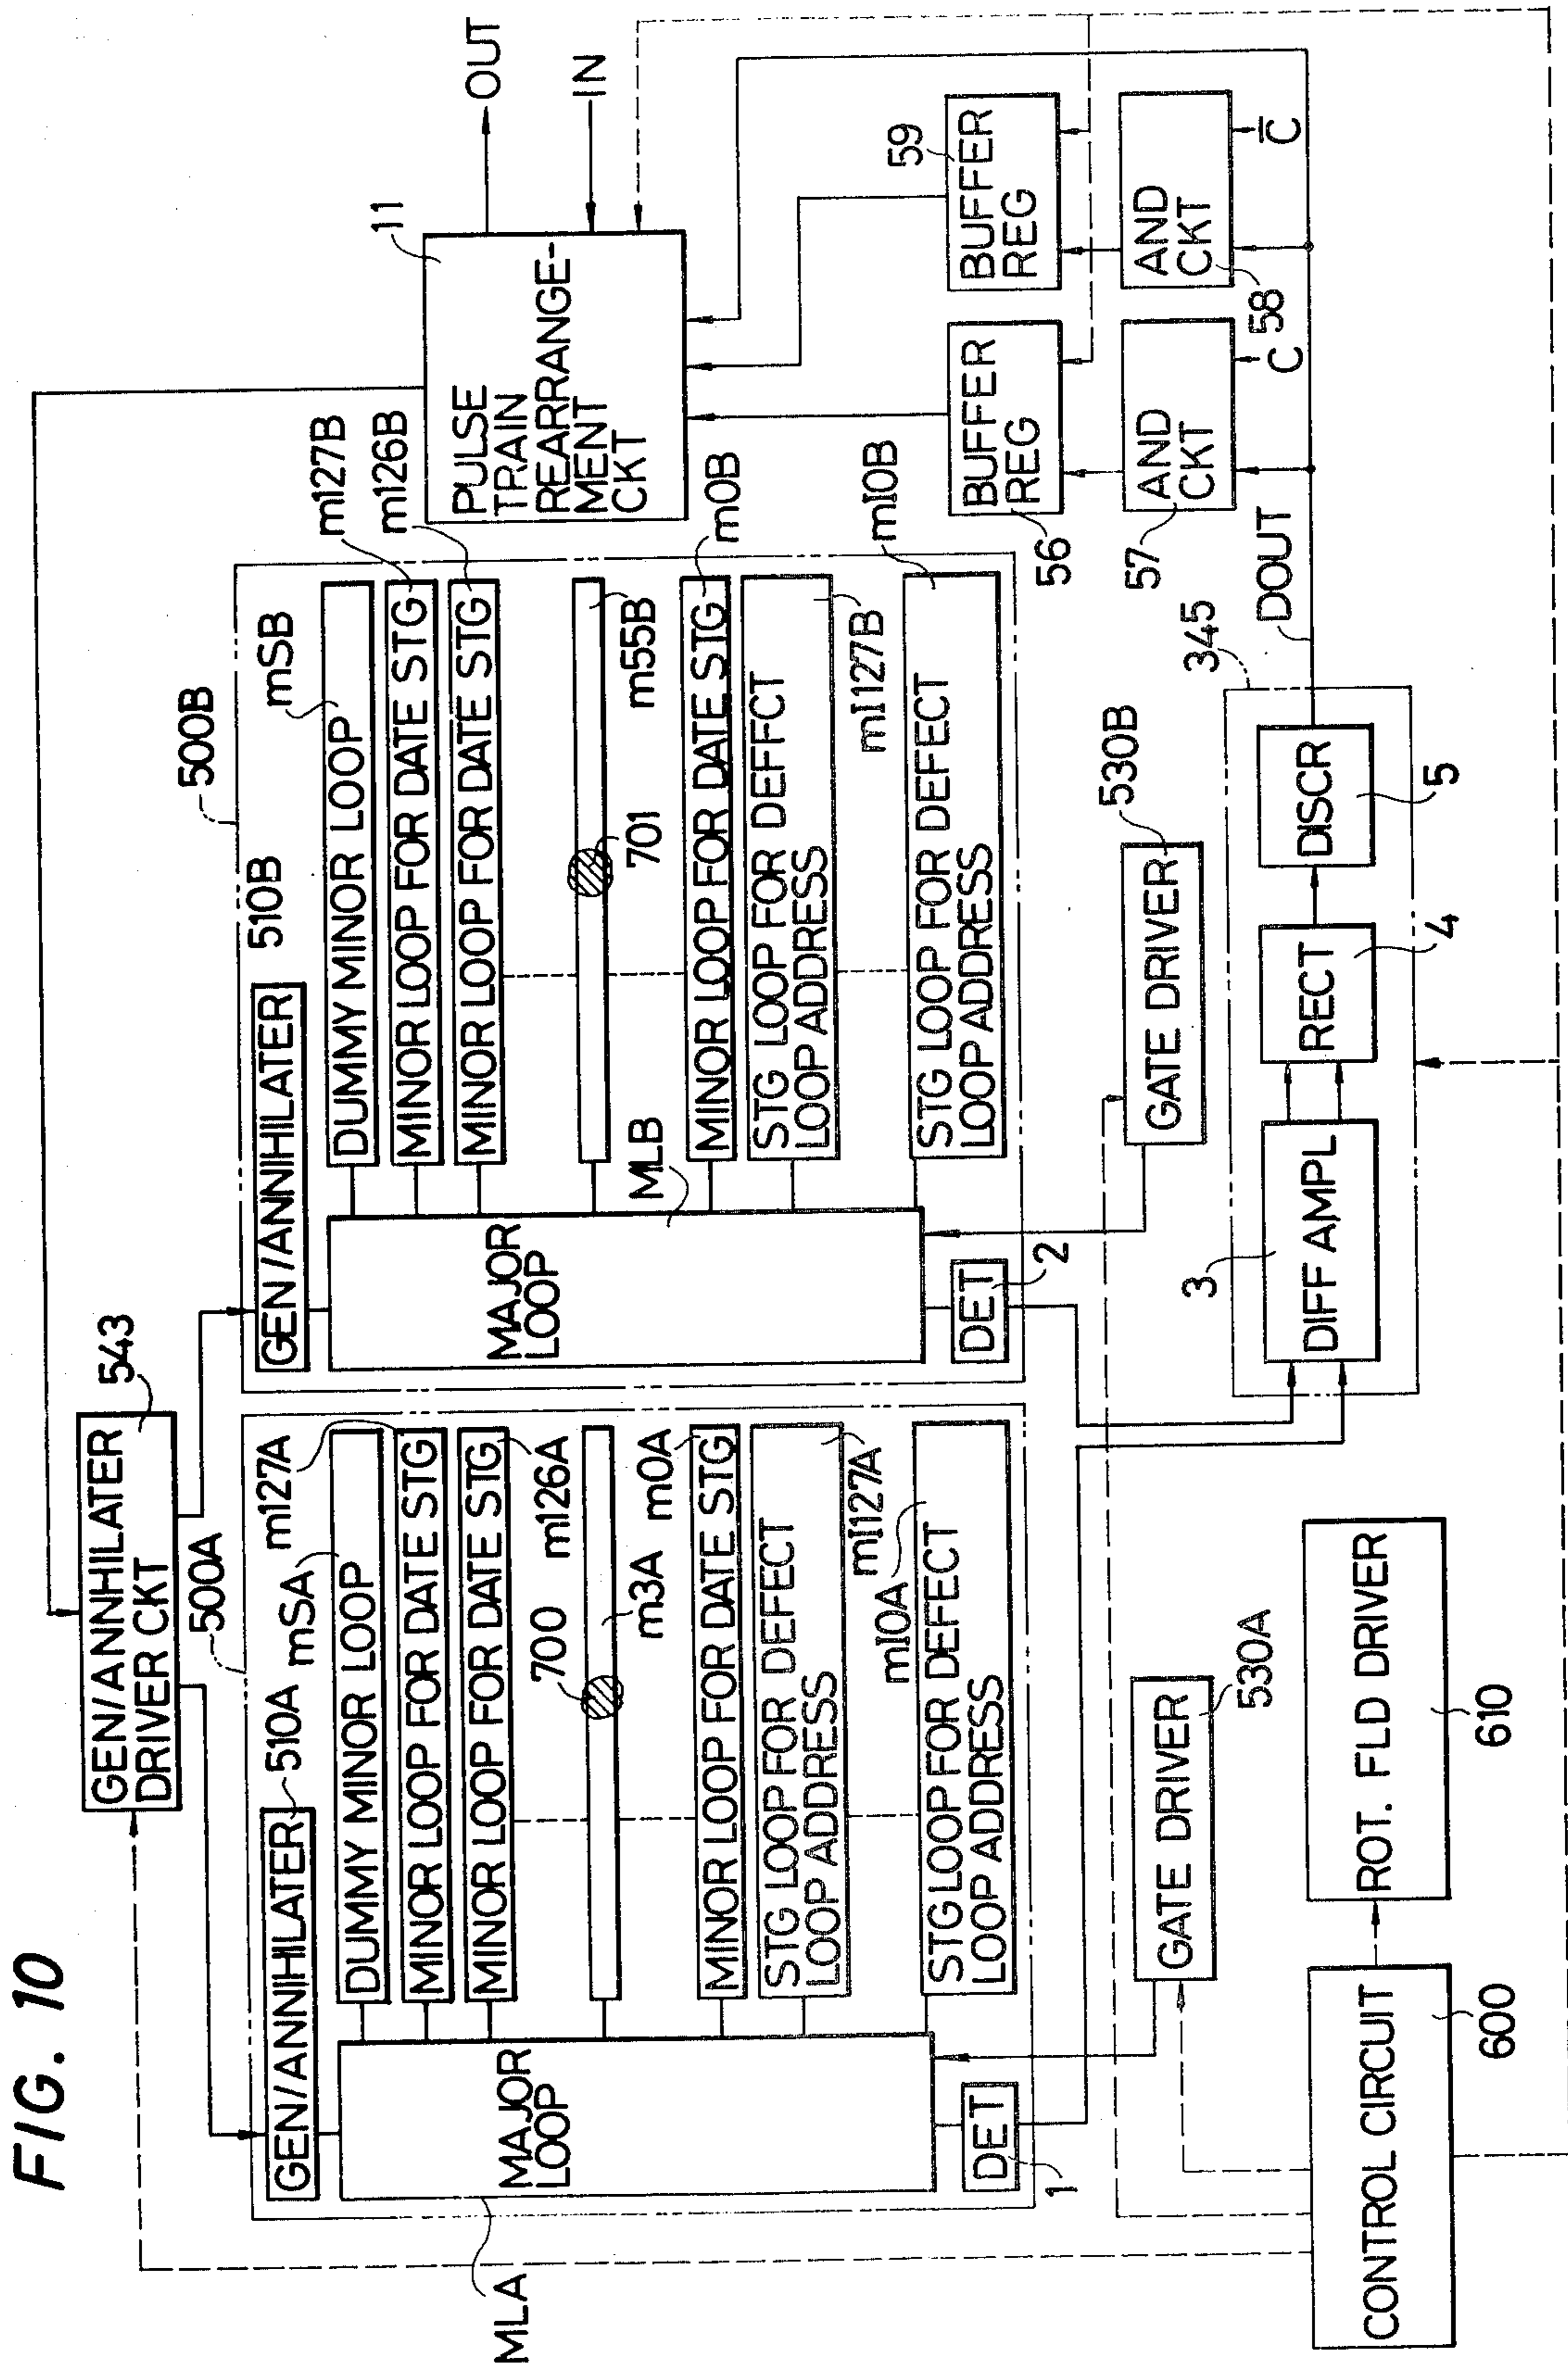 FIG. 10
GEN/ANNIHILATER
DRIVER CKT
543
500A
500B
510A
510B
GEN/ANNIHILATER
mSA
m127A
DUMMY MINOR LOOP
MINOR LOOP FOR DATE STG
MINOR LOOP FOR DATE STG
m126A
700
m3A
m0A
MINOR LOOP FOR DATE STG
STG LOOP FOR DEFECT
LOOP ADDRESS
mI127A
mI0A
STG LOOP FOR DEFECT
LOOP ADDRESS
MAJOR
LOOP
MLA
DET
1
GEN/ANNIHILATER
mSB
m127B
m126B
DUMMY MINOR LOOP
MINOR LOOP FOR DATE STG
MINOR LOOP FOR DATE STG
701
m55B
m0B
MINOR LOOP FOR DATE STG
STG LOOP FOR DEFFCT
LOOP ADDRESS
mI127B
mI0B
STG LOOP FOR DEFECT
LOOP ADDRESS
MLB
MAJOR
LOOP
DET
2
11
PULSE
TRAIN
REARRANGE-
MENT
CKT
OUT
IN
BUFFER
REG
56
BUFFER
REG
59
AND
CKT
57
C
AND
CKT
58
C̅
GATE DRIVER
530A
GATE DRIVER
530B
345
DOUT
3
DIFF AMPL
RECT
4
DISCR
5
CONTROL CIRCUIT
600
ROT. FLD DRIVER
610